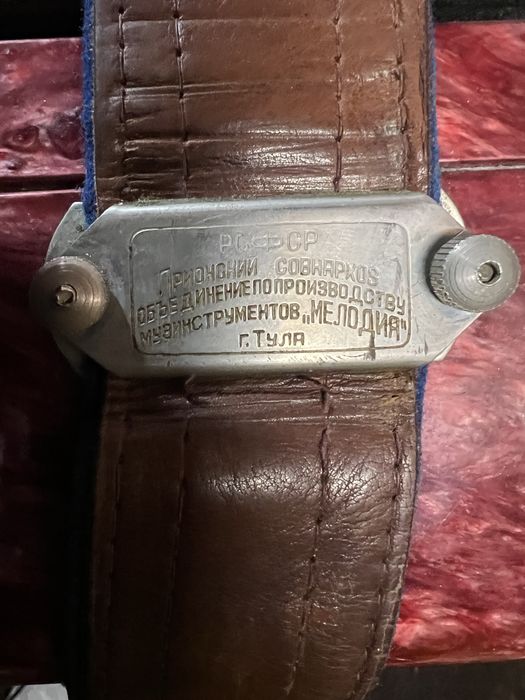 РСФСР
Приокский совнархоз
Объединение по производству
музинструментов „Мелодия"
г. Тула